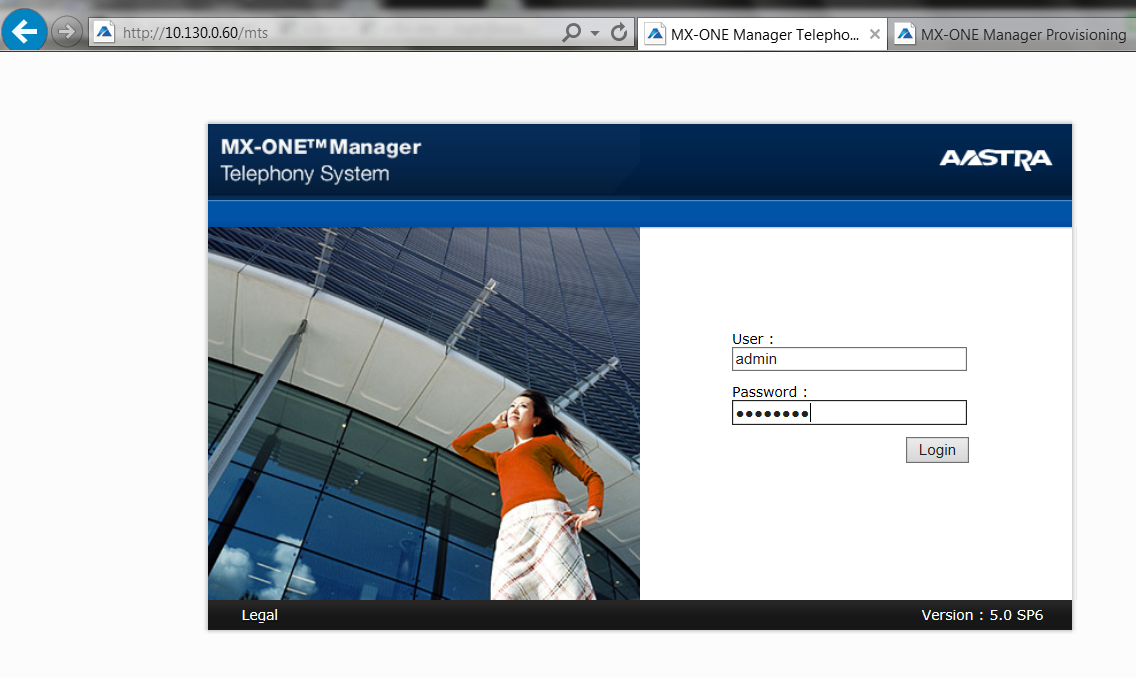 http://10.130.0.60/mts
MX-ONE Manager Telepho...
MX-ONE Manager Provisioning
MX-ONE™ Manager
Telephony System
AASTRA
User :
admin
Password :
••••••••
Login
Legal
Version : 5.0 SP6